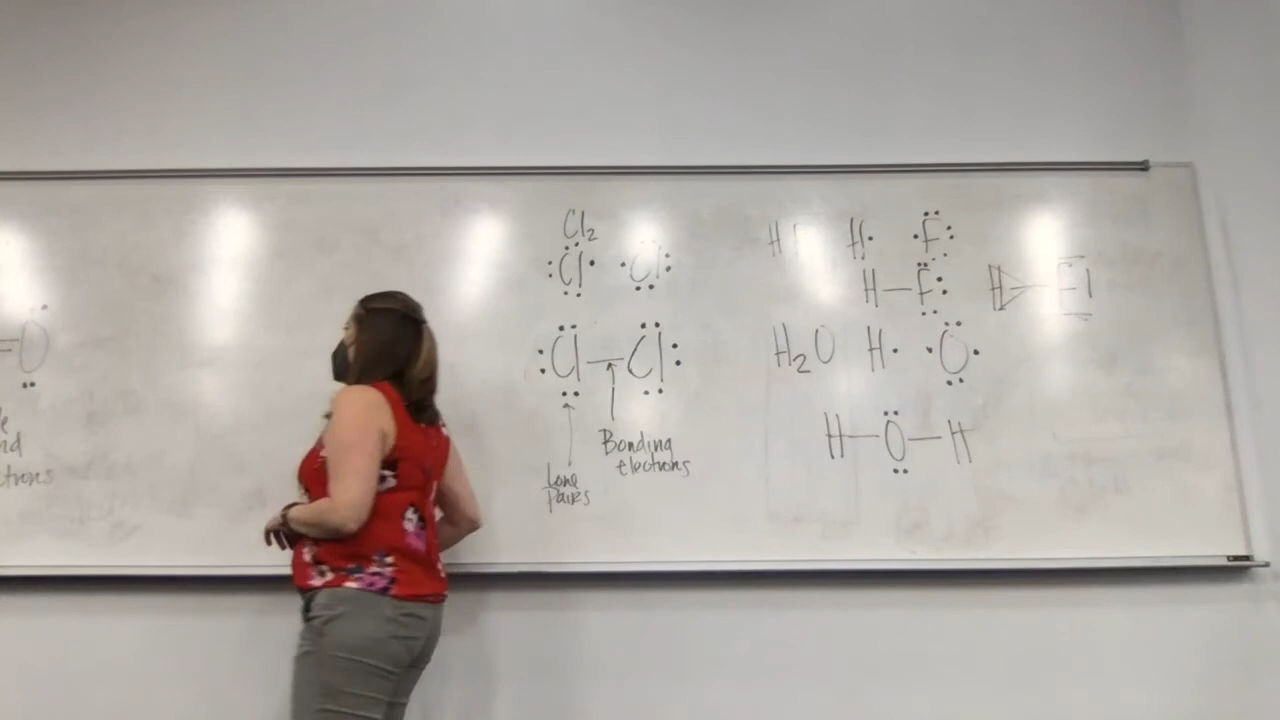 =O
Cl₂
:Cl· ·Cl:
:Cl—Cl:
Bonding
electrons
Lone
Pairs
H H· ·F:
H—F:
H₂O H· ·O·
H—O—H